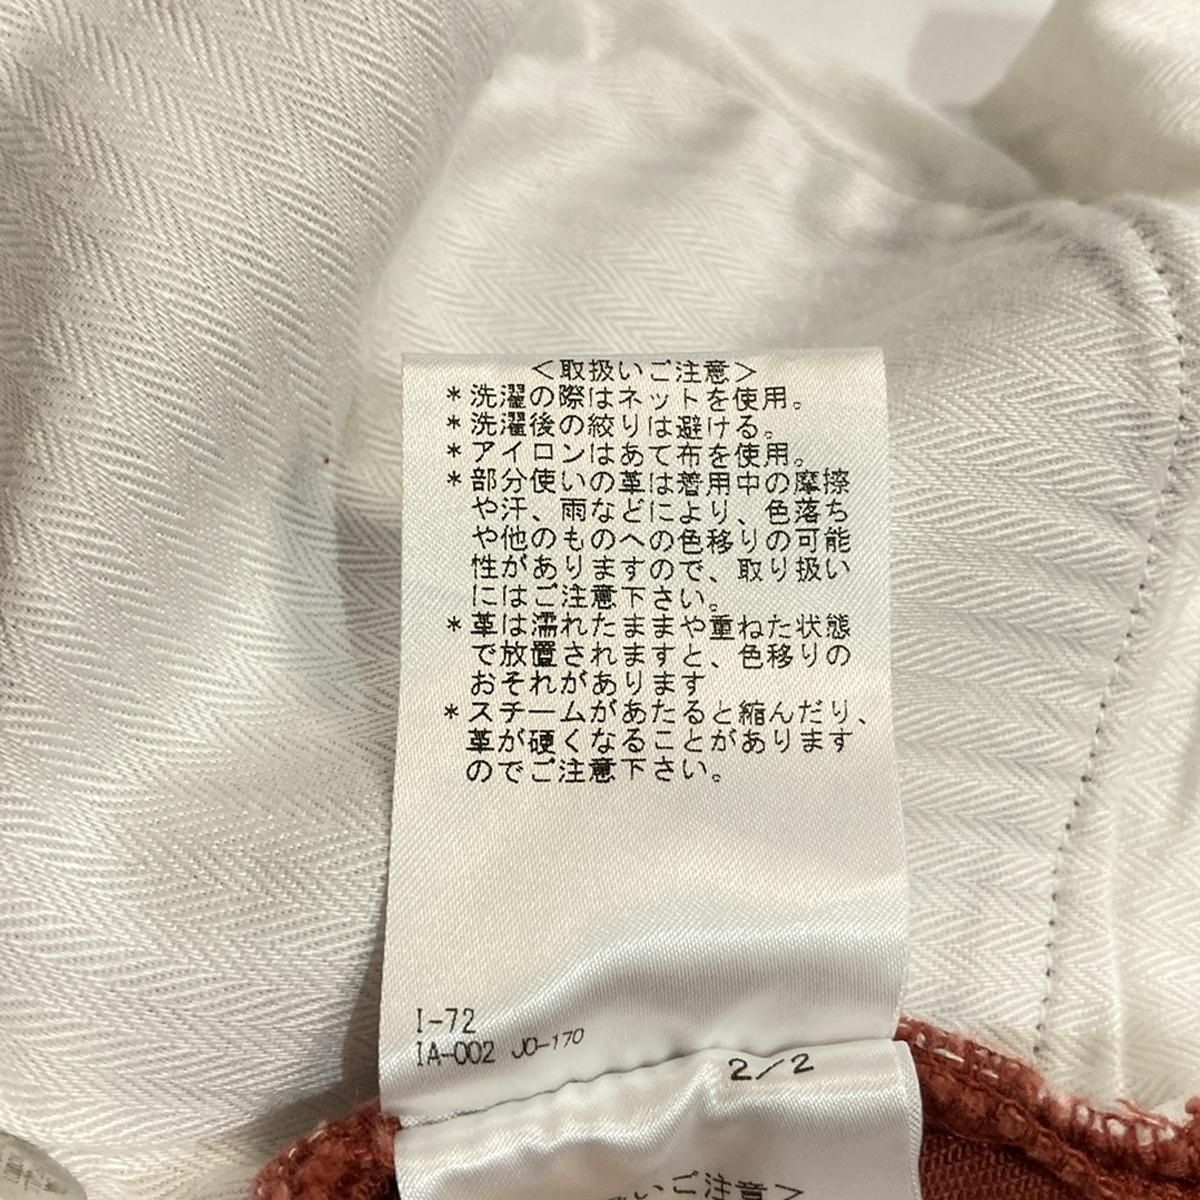 <取扱いご注意>
*洗濯の際はネットを使用。
*洗濯後の絞りは避ける。
*アイロンはあて布を使用。
*部分使いの革は着用中の摩擦
や汗、雨などにより、色落ち
や他のものへの色移りの可能
性がありますので、取り扱い
にはご注意下さい。
*革は濡れたままや重ねた状態
で放置されますと、色移りの
おそれがあります
*スチームがあたると縮んだり、
革が硬くなることがあります
のでご注意下さい。
I-72
IA-002 JO-170
2/2
いご注意>